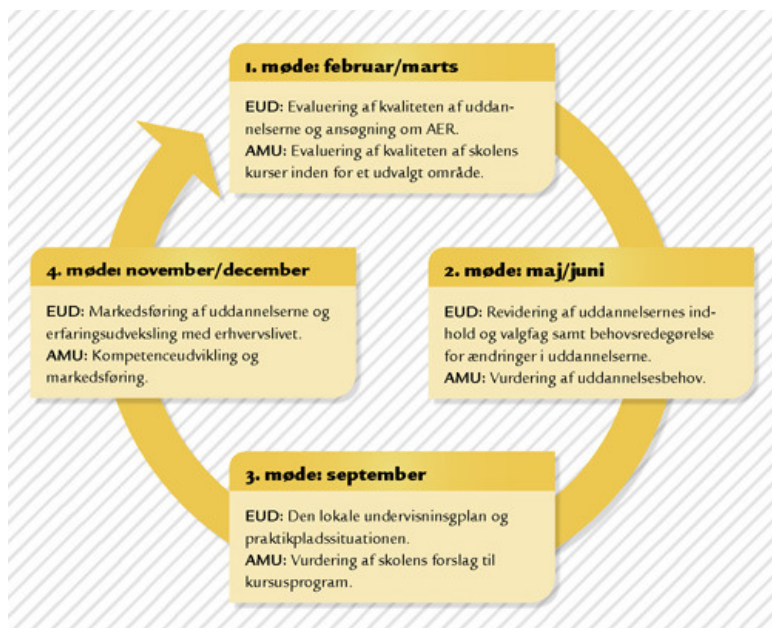 1. møde: februar/marts
EUD: Evaluering af kvaliteten af uddan-
nelserne og ansøgning om AER.
AMU: Evaluering af kvaliteten af skolens
kurser inden for et udvalgt område.
2. møde: maj/juni
EUD: Revidering af uddannelsernes ind-
hold og valgfag samt behovsredegørelse
for ændringer i uddannelserne.
AMU: Vurdering af uddannelsesbehov.
3. møde: september
EUD: Den lokale undervisninsgplan og
praktikpladssituationen.
AMU: Vurdering af skolens forslag til
kursusprogram.
4. møde: november/december
EUD: Markedsføring af uddannelserne og
erfaringsudveksling med erhvervslivet.
AMU: Kompetenceudvikling og
markedsføring.